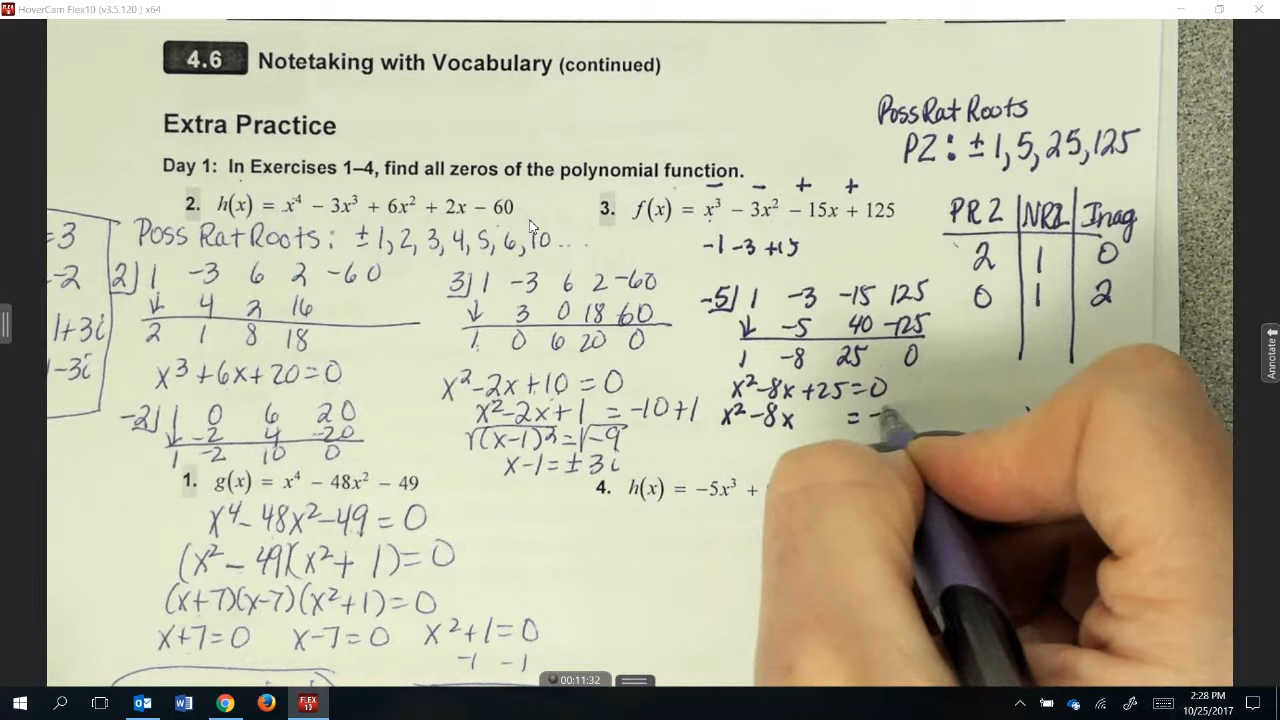 HoverCam Flex10 (v3.5.120 ) x64
4.6 Notetaking with Vocabulary (continued)
Extra Practice
Day 1: In Exercises 1–4, find all zeros of the polynomial function.
Poss Rat Roots
PZ: ± 1, 5, 25, 125
2. h(x) = x⁴ − 3x³ + 6x² + 2x − 60
Poss Rat Roots: ± 1, 2, 3, 4, 5, 6, 10 ....
=3
-2
1+3i
-3i
2| 1 -3 6 2 -60
↓ 4 2 16
2 1 8 18
x³+6x+20=0
-2| 1 0 6 20
↓ -2 4 -20
1 -2 10 0
3| 1 -3 6 2 -60
↓ 3 0 18 60
1 0 6 20 0
x²-2x+10 = 0
x²-2x+1 = -10+1
√(x-1)² = √-9
x-1 = ± 3i
− − + +
3. f(x) = x³ − 3x² − 15x + 125
-1 -3 +15
-5| 1 -3 -15 125
↓ -5 40 -125
1 -8 25 0
x²-8x+25=0
x²-8x = -
PRZ NRZ Imag
2 1 0
0 1 2
1. g(x) = x⁴ − 48x² − 49
x⁴-48x²-49=0
(x²-49)(x²+1)=0
(x+7)(x-7)(x²+1)=0
x+7=0 x-7=0 x²+1=0
-1 -1
4. h(x) = −5x³ +
Annotate
00:11:32
2:28 PM
10/25/2017